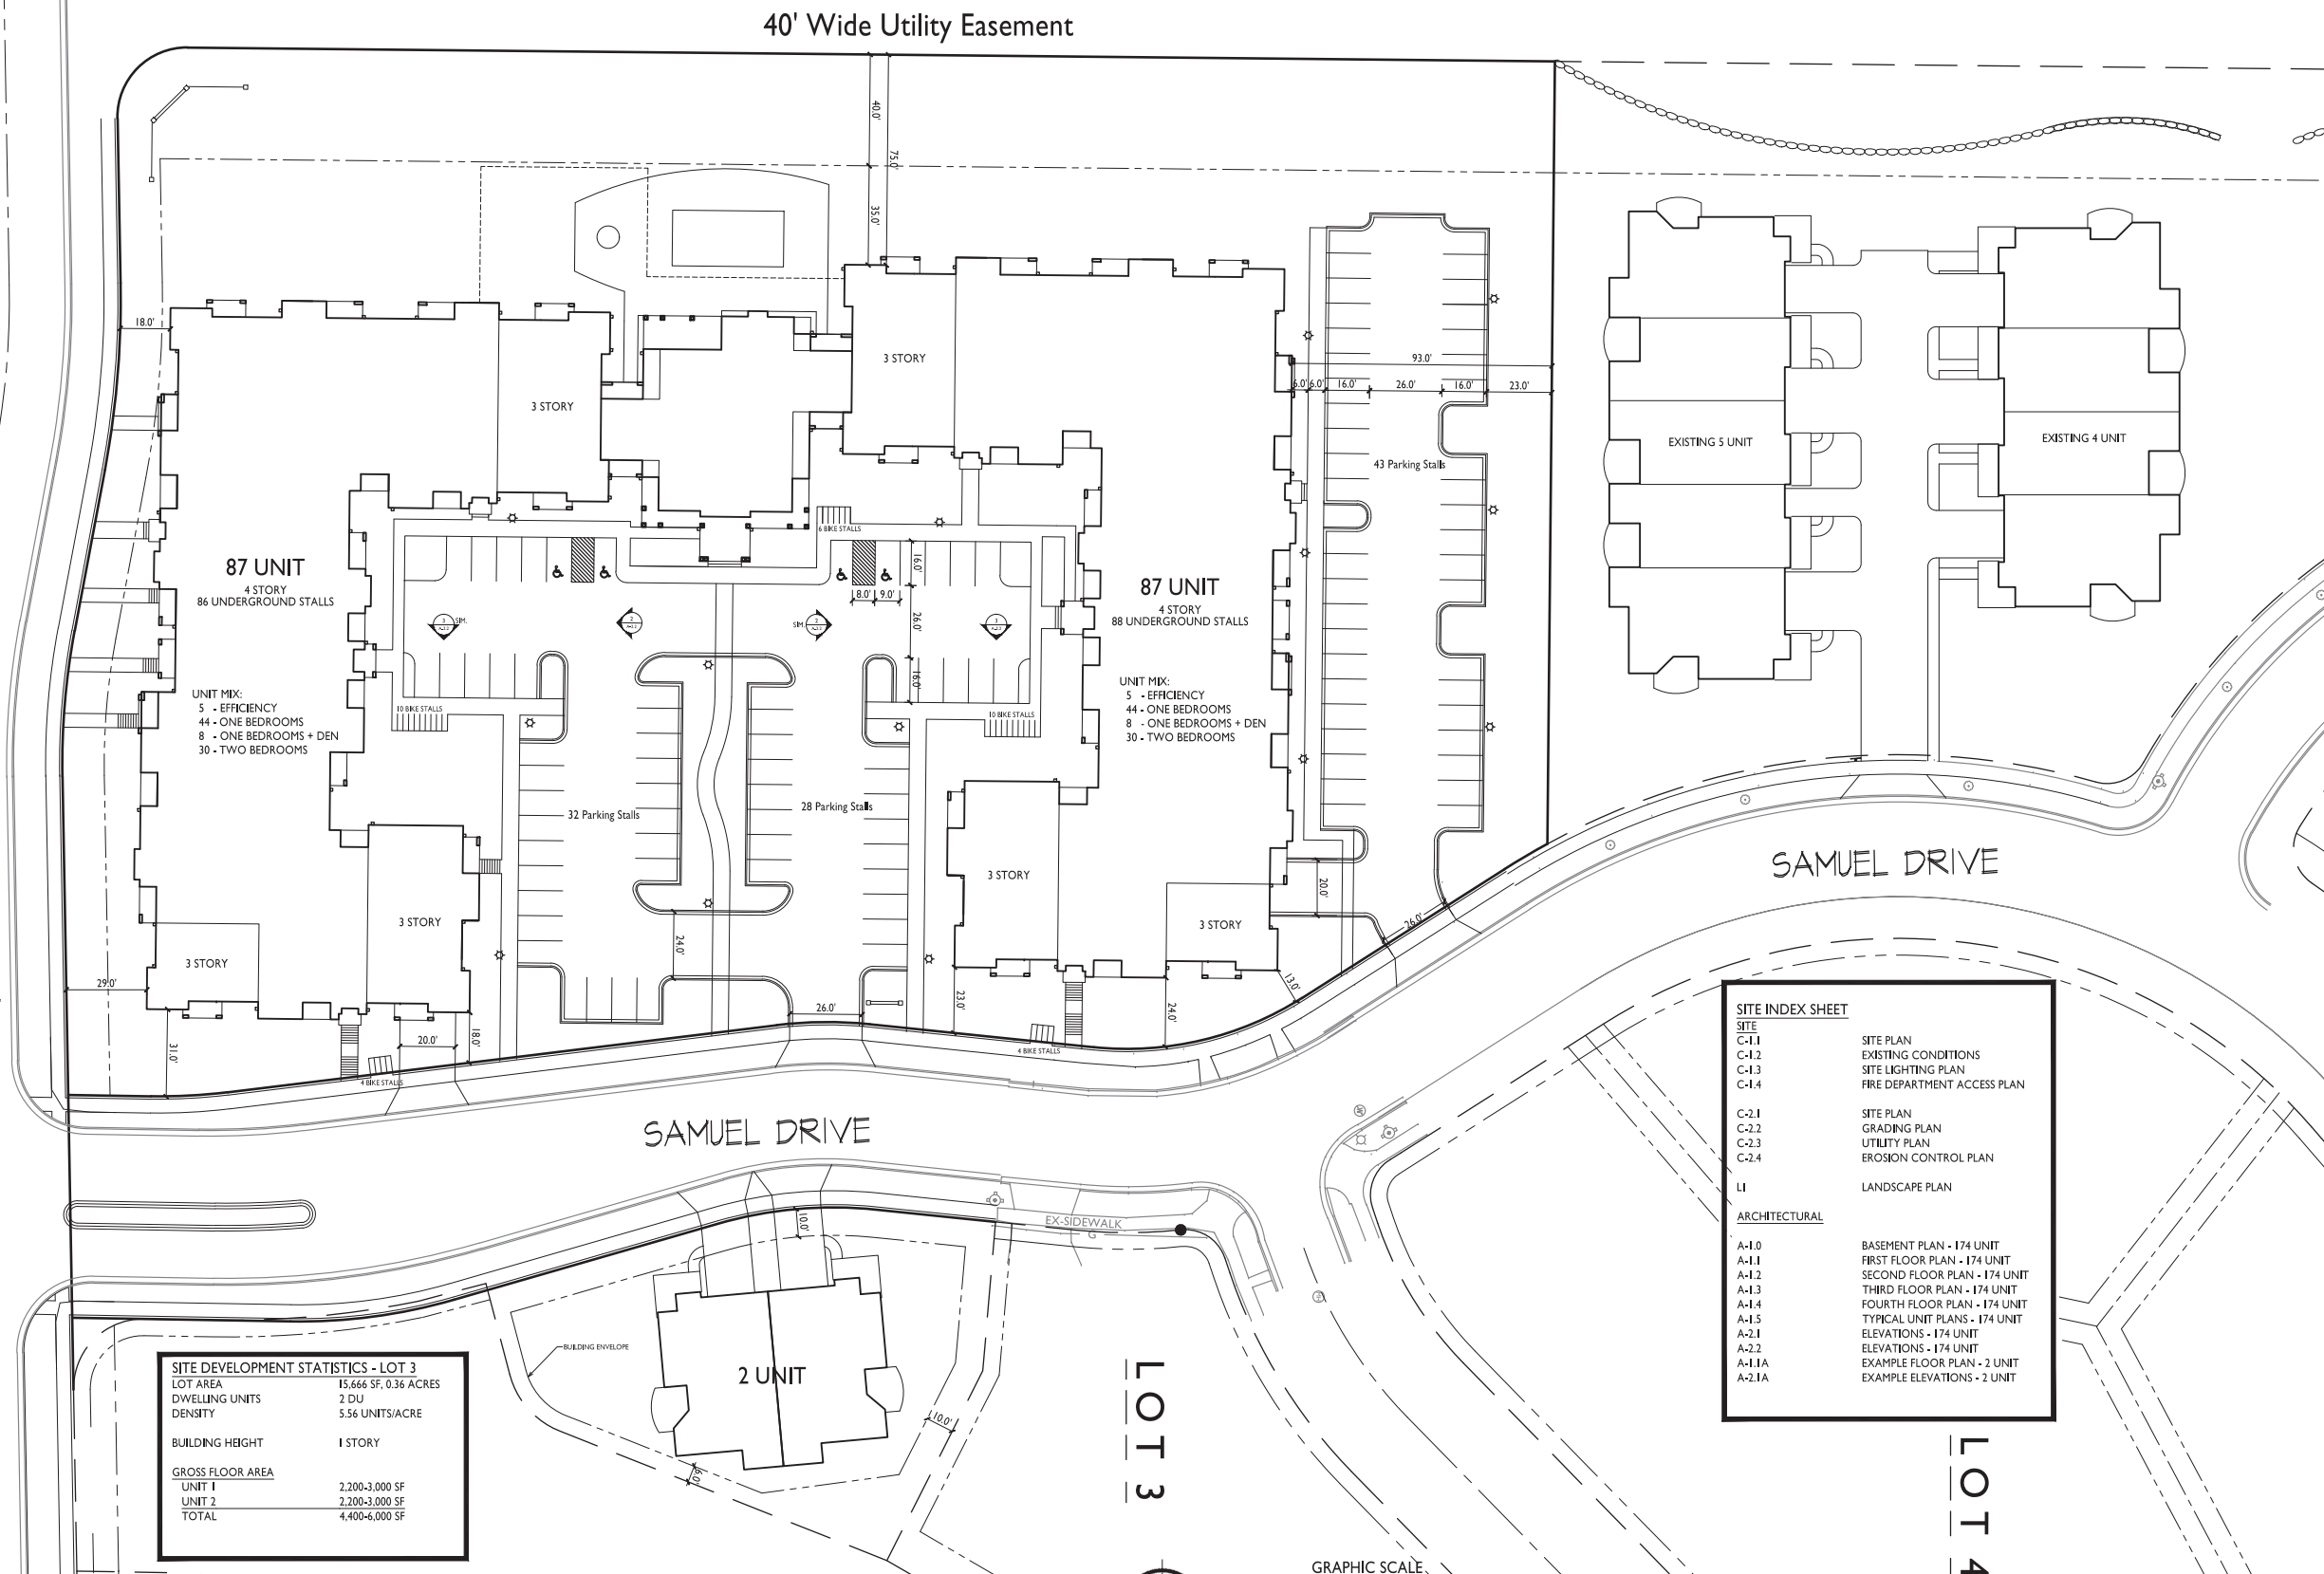 40' Wide Utility Easement
40.0'
75.0'
35.0'
18.0'
3 STORY
3 STORY
93.0'
6.0'
6.0'
16.0'
26.0'
16.0'
23.0'
43 Parking Stalls
EXISTING 5 UNIT
EXISTING 4 UNIT
6 BIKE STALLS
16.0'
8.0'
9.0'
26.0'
16.0'
87 UNIT
4 STORY
86 UNDERGROUND STALLS
87 UNIT
4 STORY
88 UNDERGROUND STALLS
SIM.
SIM.
UNIT MIX:
5 - EFFICIENCY
44 - ONE BEDROOMS
8 - ONE BEDROOMS + DEN
30 - TWO BEDROOMS
UNIT MIX:
5 - EFFICIENCY
44 - ONE BEDROOMS
8 - ONE BEDROOMS + DEN
30 - TWO BEDROOMS
10 BIKE STALLS
10 BIKE STALLS
32 Parking Stalls
28 Parking Stalls
3 STORY
3 STORY
3 STORY
3 STORY
20.0'
26.0'
24.0'
29.0'
31.0'
20.0'
18.0'
26.0'
23.0'
24.0'
13.0'
4 BIKE STALLS
4 BIKE STALLS
SAMUEL DRIVE
SAMUEL DRIVE
SITE INDEX SHEET
SITE
C-1.1 SITE PLAN
C-1.2 EXISTING CONDITIONS
C-1.3 SITE LIGHTING PLAN
C-1.4 FIRE DEPARTMENT ACCESS PLAN
C-2.1 SITE PLAN
C-2.2 GRADING PLAN
C-2.3 UTILITY PLAN
C-2.4 EROSION CONTROL PLAN
L1 LANDSCAPE PLAN
ARCHITECTURAL
A-1.0 BASEMENT PLAN - 174 UNIT
A-1.1 FIRST FLOOR PLAN - 174 UNIT
A-1.2 SECOND FLOOR PLAN - 174 UNIT
A-1.3 THIRD FLOOR PLAN - 174 UNIT
A-1.4 FOURTH FLOOR PLAN - 174 UNIT
A-1.5 TYPICAL UNIT PLANS - 174 UNIT
A-2.1 ELEVATIONS - 174 UNIT
A-2.2 ELEVATIONS - 174 UNIT
A-1.1A EXAMPLE FLOOR PLAN - 2 UNIT
A-2.1A EXAMPLE ELEVATIONS - 2 UNIT
EX-SIDEWALK
G
10.0'
BUILDING ENVELOPE
2 UNIT
10.0'
6.0'
SITE DEVELOPMENT STATISTICS - LOT 3
LOT AREA 15,666 SF, 0.36 ACRES
DWELLING UNITS 2 DU
DENSITY 5.56 UNITS/ACRE
BUILDING HEIGHT 1 STORY
GROSS FLOOR AREA
UNIT 1 2,200-3,000 SF
UNIT 2 2,200-3,000 SF
TOTAL 4,400-6,000 SF
LOT 3
LOT 4
GRAPHIC SCALE